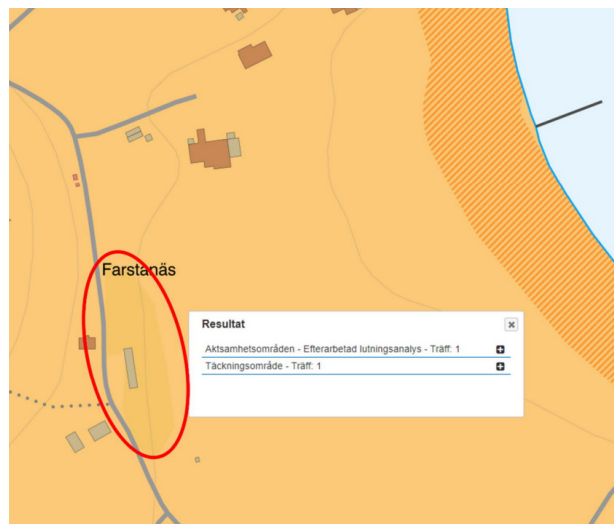 Farstanäs
Resultat
Aktsamhetsområden - Efterarbetad lutningsanalys - Träff: 1
Täckningsområde - Träff: 1